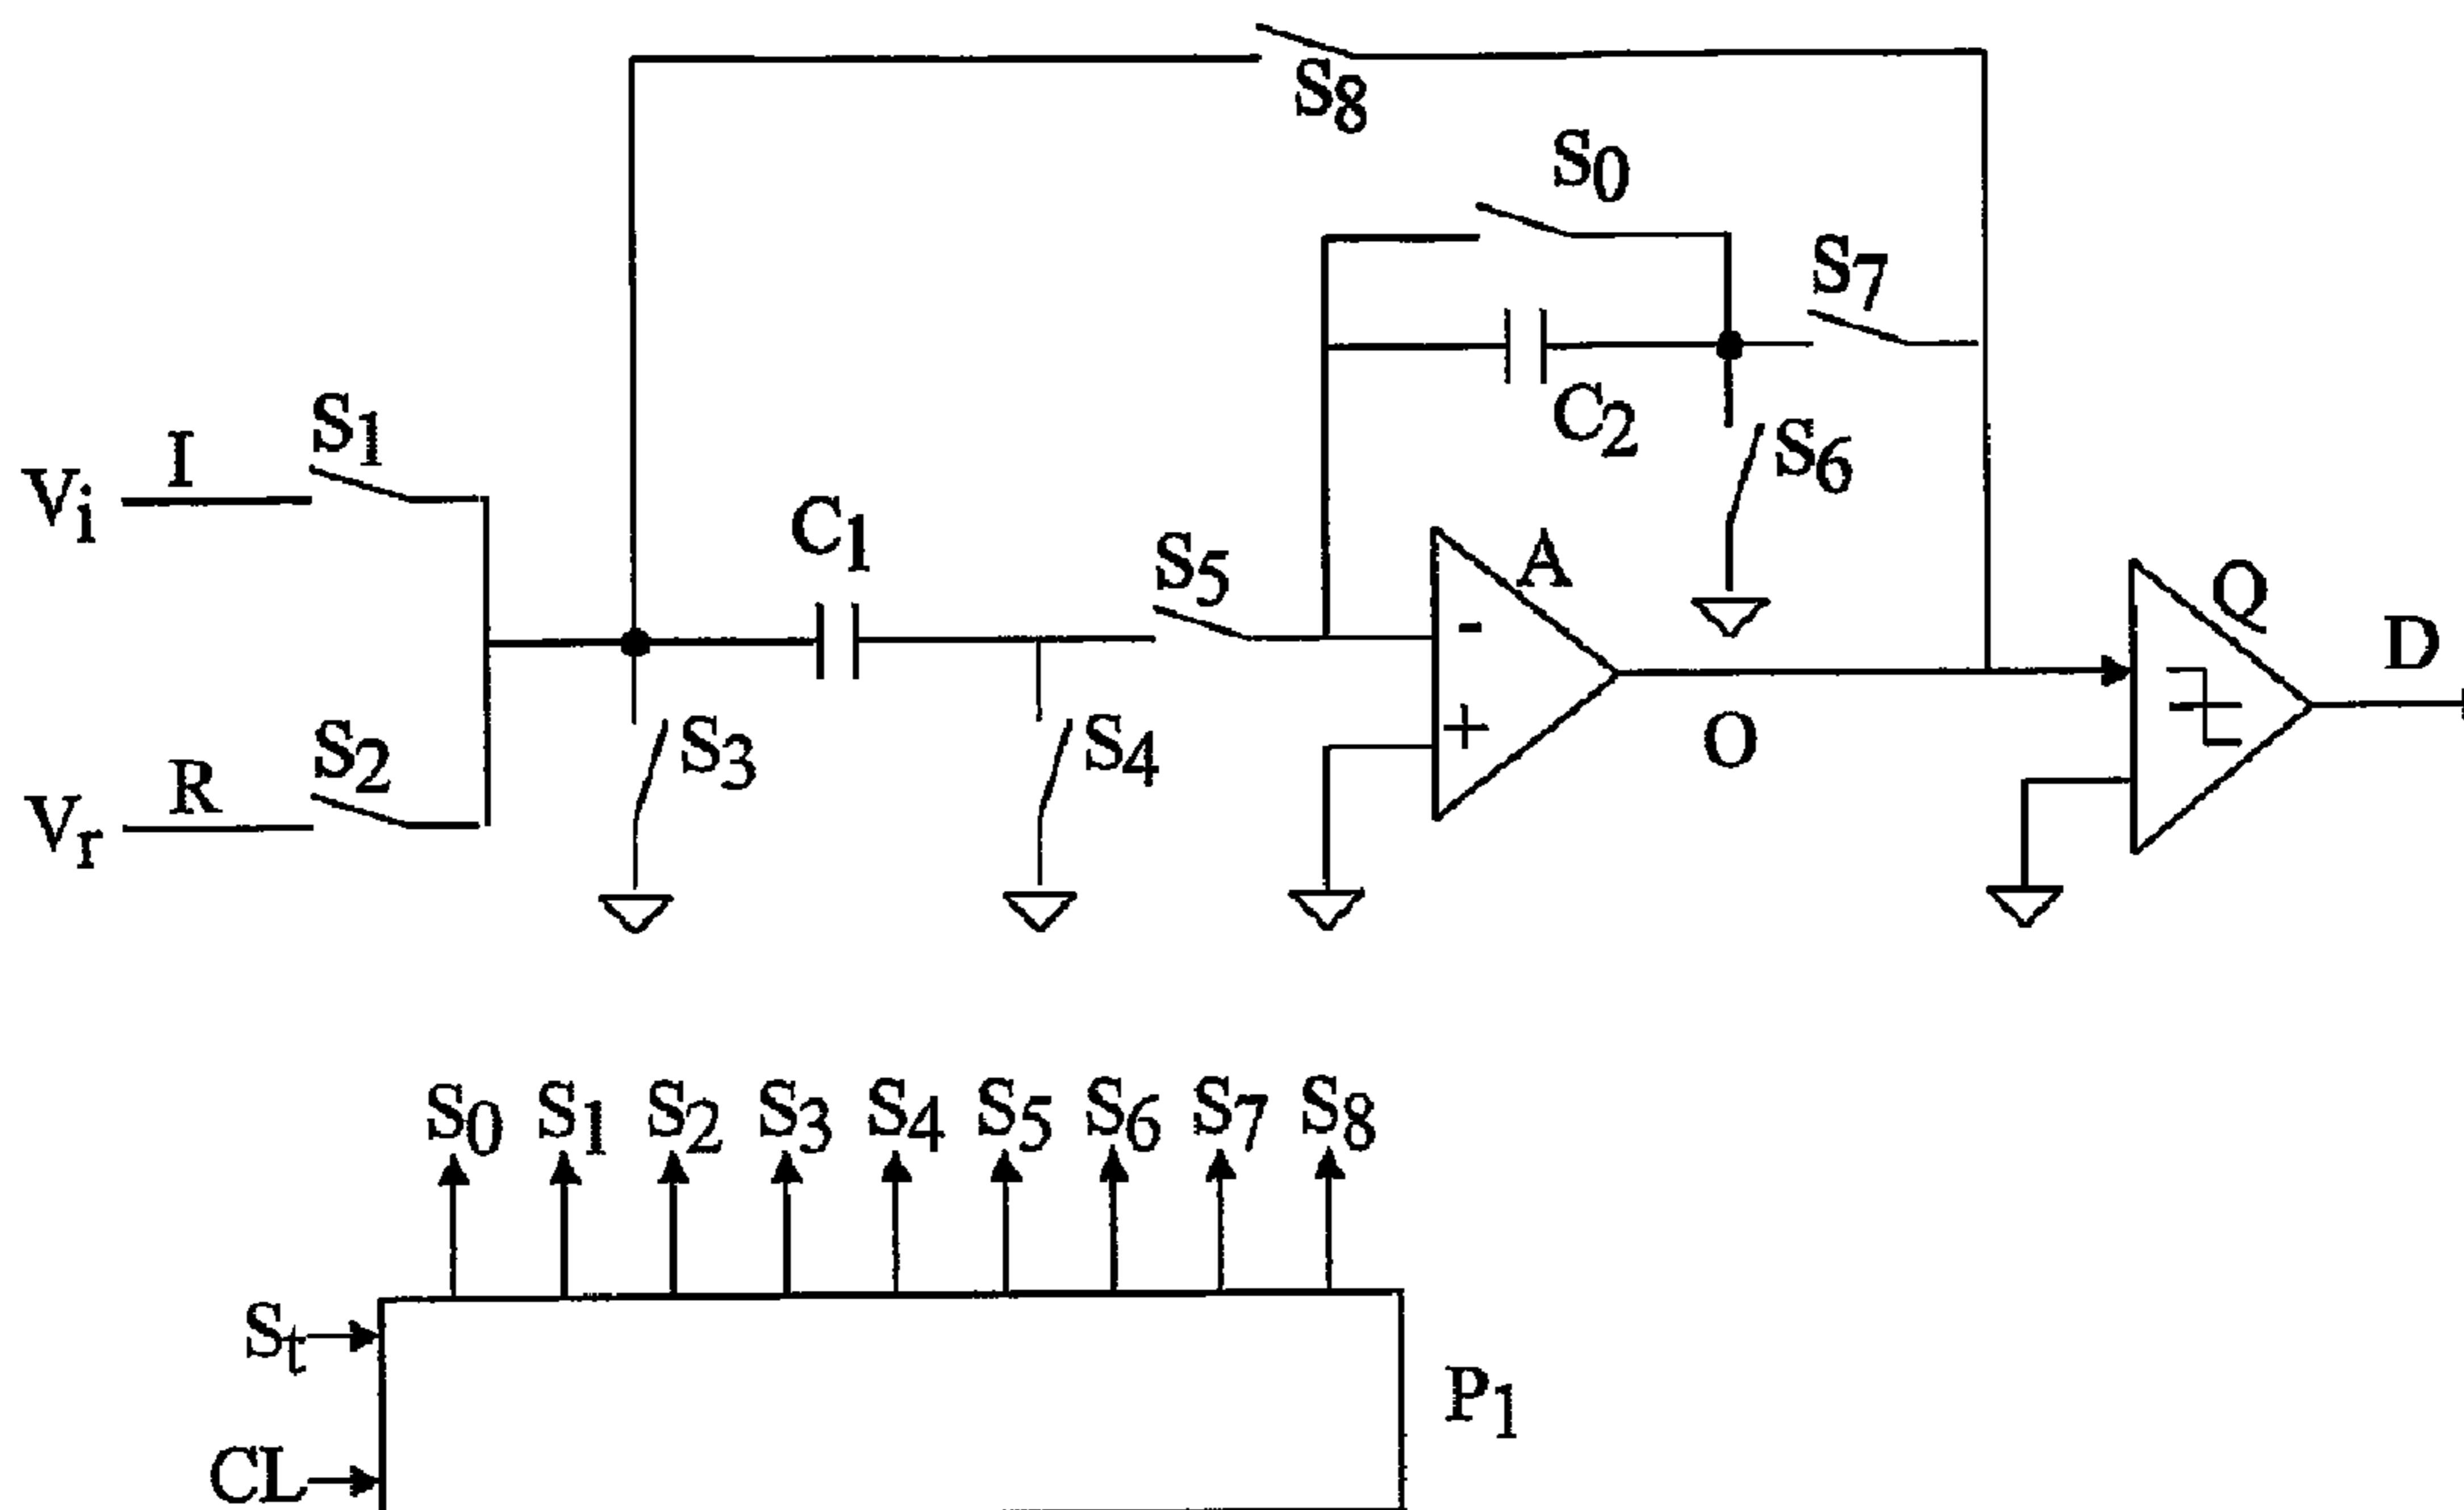 S8
S0
S7
C2
S6
Vi I S1
C1
S5
A
-
+
Q
D
O
Vr R S2
S3
S4
S0 S1 S2 S3 S4 S5 S6 S7 S8
St
P1
CL